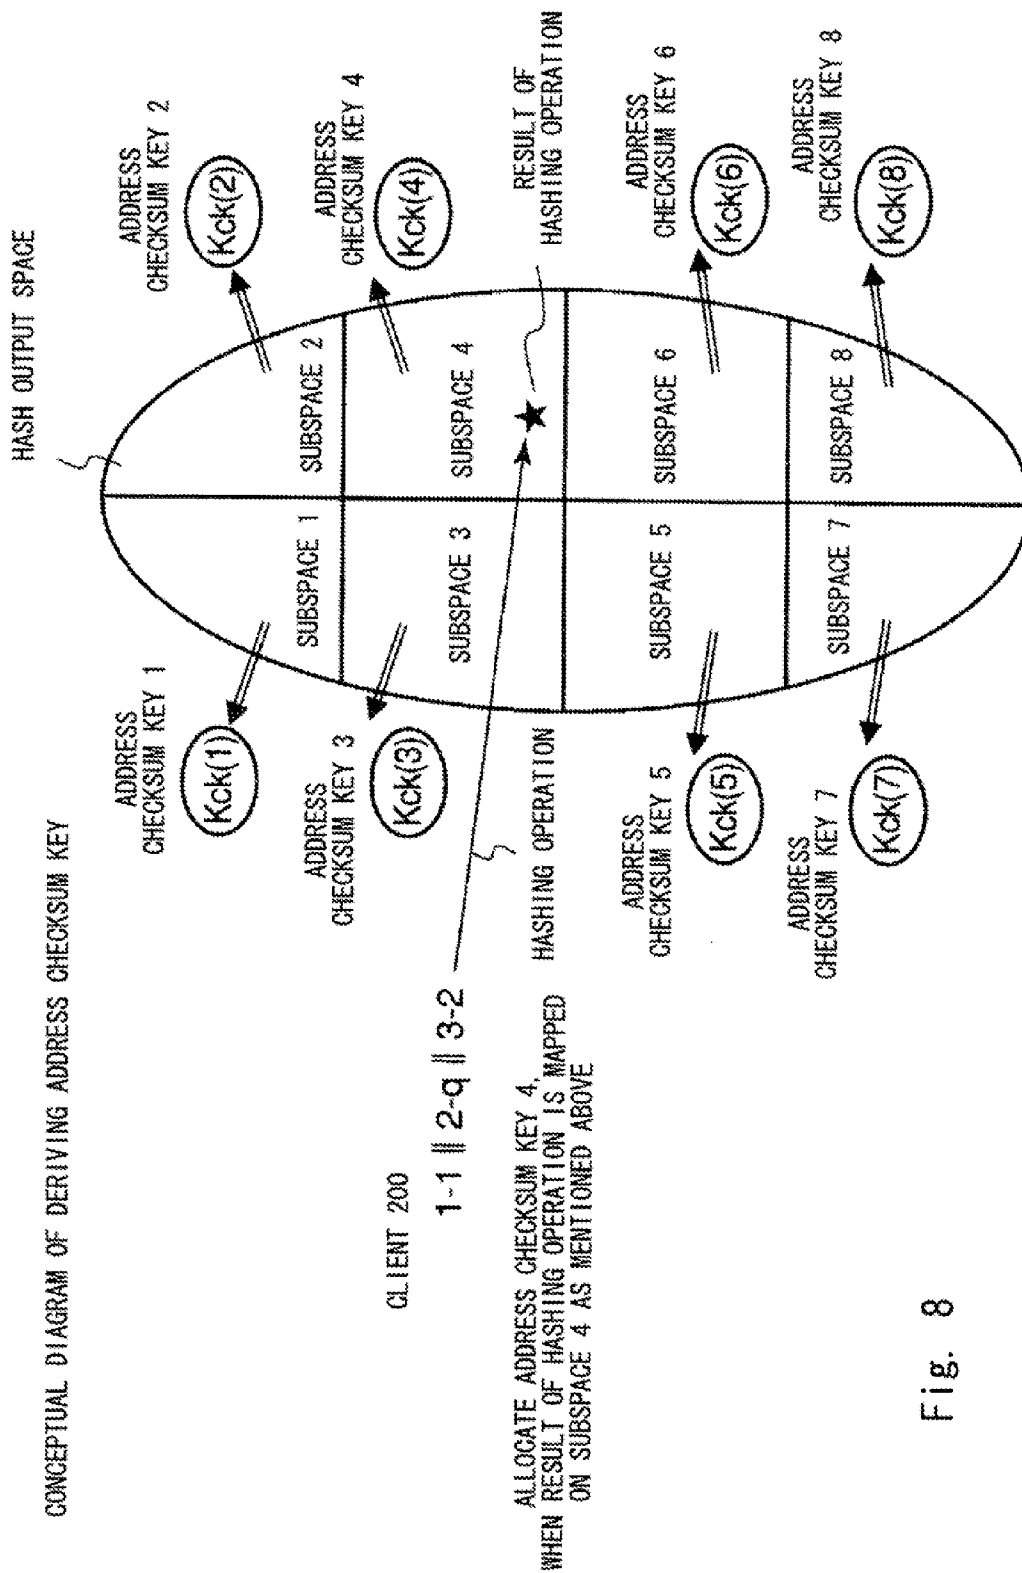 CONCEPTUAL DIAGRAM OF DERIVING ADDRESS CHECKSUM KEY
HASH OUTPUT SPACE
ADDRESS
CHECKSUM KEY 1
Kck(1)
SUBSPACE 1
SUBSPACE 2
ADDRESS
CHECKSUM KEY 2
Kck(2)
ADDRESS
CHECKSUM KEY 3
Kck(3)
SUBSPACE 3
SUBSPACE 4
ADDRESS
CHECKSUM KEY 4
Kck(4)
CLIENT 200
1-1 || 2-q || 3-2
HASHING OPERATION
RESULT OF
HASHING OPERATION
ALLOCATE ADDRESS CHECKSUM KEY 4,
WHEN RESULT OF HASHING OPERATION IS MAPPED
ON SUBSPACE 4 AS MENTIONED ABOVE
ADDRESS
CHECKSUM KEY 5
Kck(5)
SUBSPACE 5
SUBSPACE 6
ADDRESS
CHECKSUM KEY 6
Kck(6)
ADDRESS
CHECKSUM KEY 7
Kck(7)
SUBSPACE 7
SUBSPACE 8
ADDRESS
CHECKSUM KEY 8
Kck(8)
Fig. 8